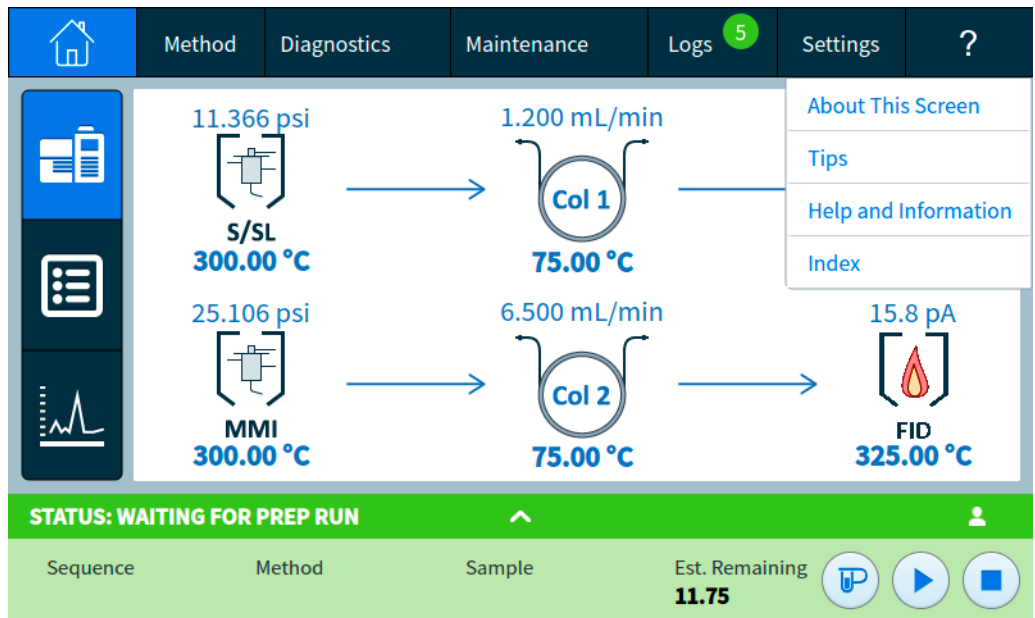 Method
Diagnostics
Maintenance
Logs 5
Settings
?
About This Screen
Tips
Help and Information
Index
11.366 psi
1.200 mL/min
Col 1
S/SL
300.00 °C
75.00 °C
25.106 psi
6.500 mL/min
15.8 pA
Col 2
MMI
FID
300.00 °C
75.00 °C
325.00 °C
STATUS: WAITING FOR PREP RUN
Sequence
Method
Sample
Est. Remaining
11.75